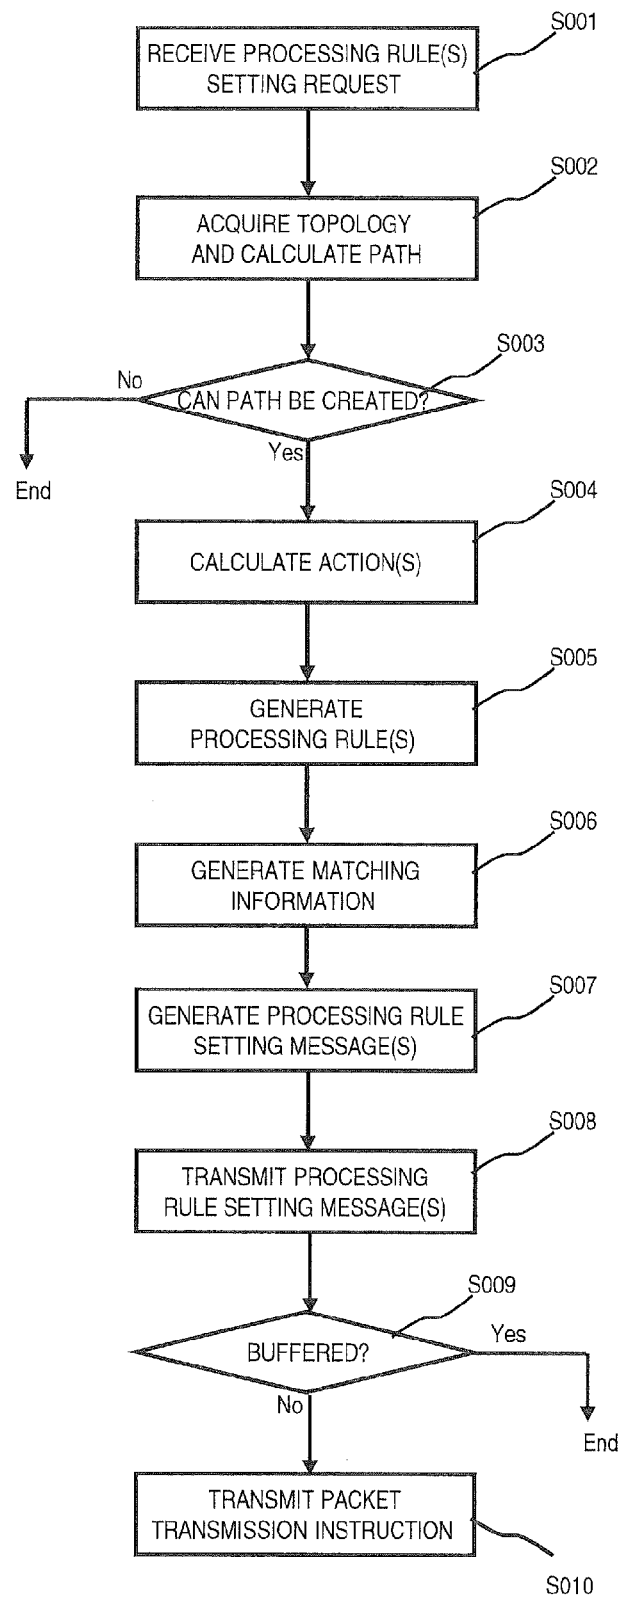 S001
RECEIVE PROCESSING RULE(S)
SETTING REQUEST
S002
ACQUIRE TOPOLOGY
AND CALCULATE PATH
S003
No
CAN PATH BE CREATED?
Yes
End
S004
CALCULATE ACTION(S)
S005
GENERATE
PROCESSING RULE(S)
S006
GENERATE MATCHING
INFORMATION
S007
GENERATE PROCESSING RULE
SETTING MESSAGE(S)
S008
TRANSMIT PROCESSING
RULE SETTING MESSAGE(S)
S009
Yes
BUFFERED?
No
End
TRANSMIT PACKET
TRANSMISSION INSTRUCTION
S010